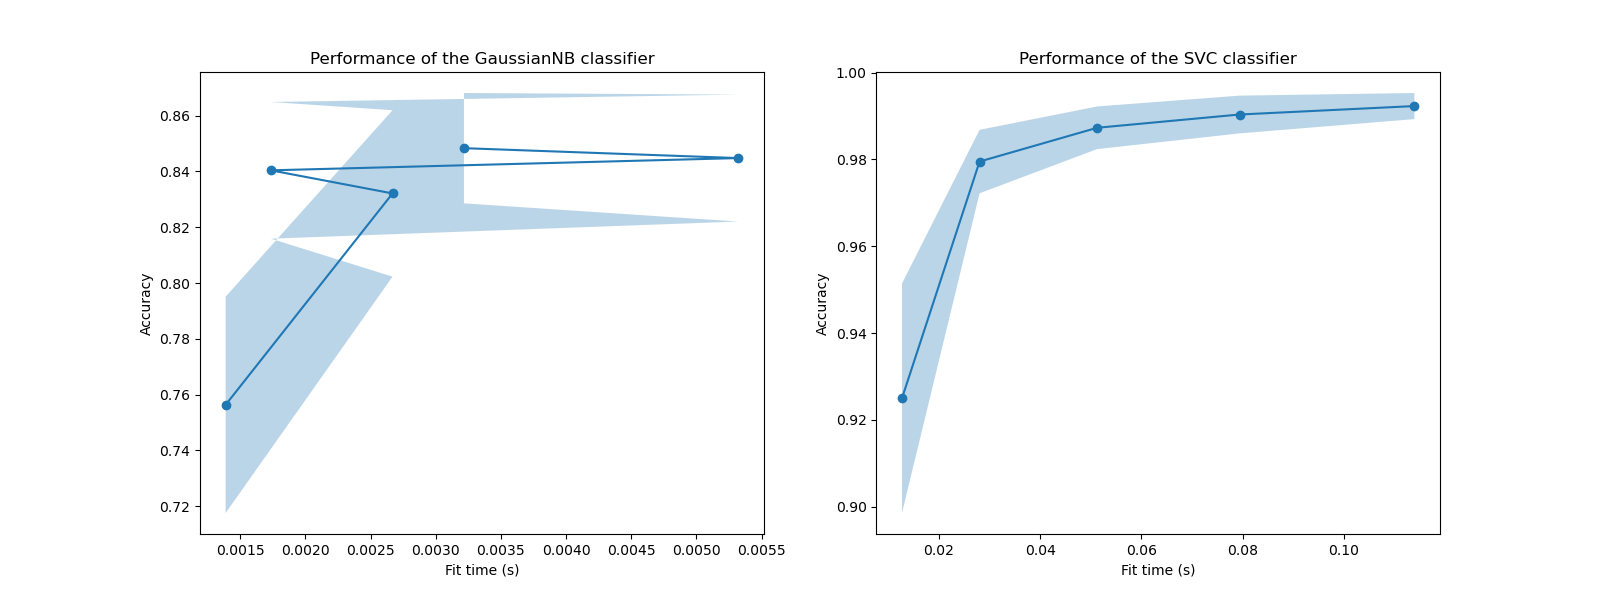 Performance of the GaussianNB classifier
0.86
0.84
0.82
0.80
0.78
0.76
0.74
0.72
Accuracy
0.0015 0.0020 0.0025 0.0030 0.0035 0.0040 0.0045 0.0050 0.0055
Fit time (s)
Performance of the SVC classifier
1.00
0.98
0.96
0.94
0.92
0.90
Accuracy
0.02 0.04 0.06 0.08 0.10
Fit time (s)